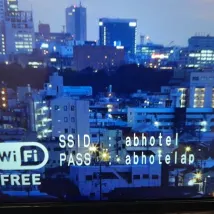 WiFi
FREE
SSID : abhotel
PASS : abhotelap